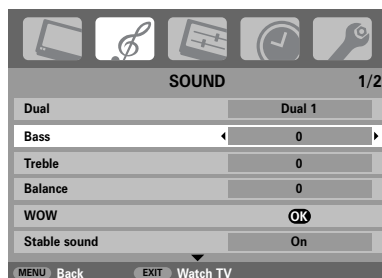 SOUND 1/2
Dual Dual 1
Bass 0
Treble 0
Balance 0
WOW OK
Stable sound On
MENU Back EXIT Watch TV